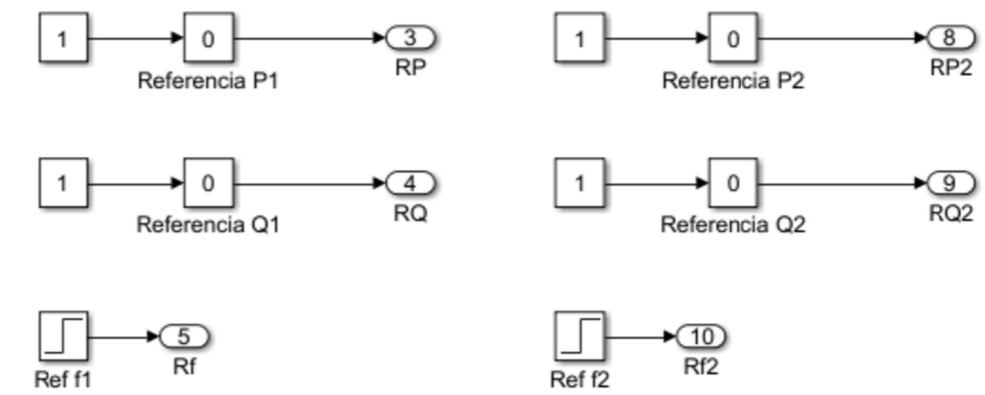 1 0 3 1 0 8
RP RP2
Referencia P1 Referencia P2
1 0 4 1 0 9
RQ RQ2
Referencia Q1 Referencia Q2
5 10
Rf Rf2
Ref f1 Ref f2